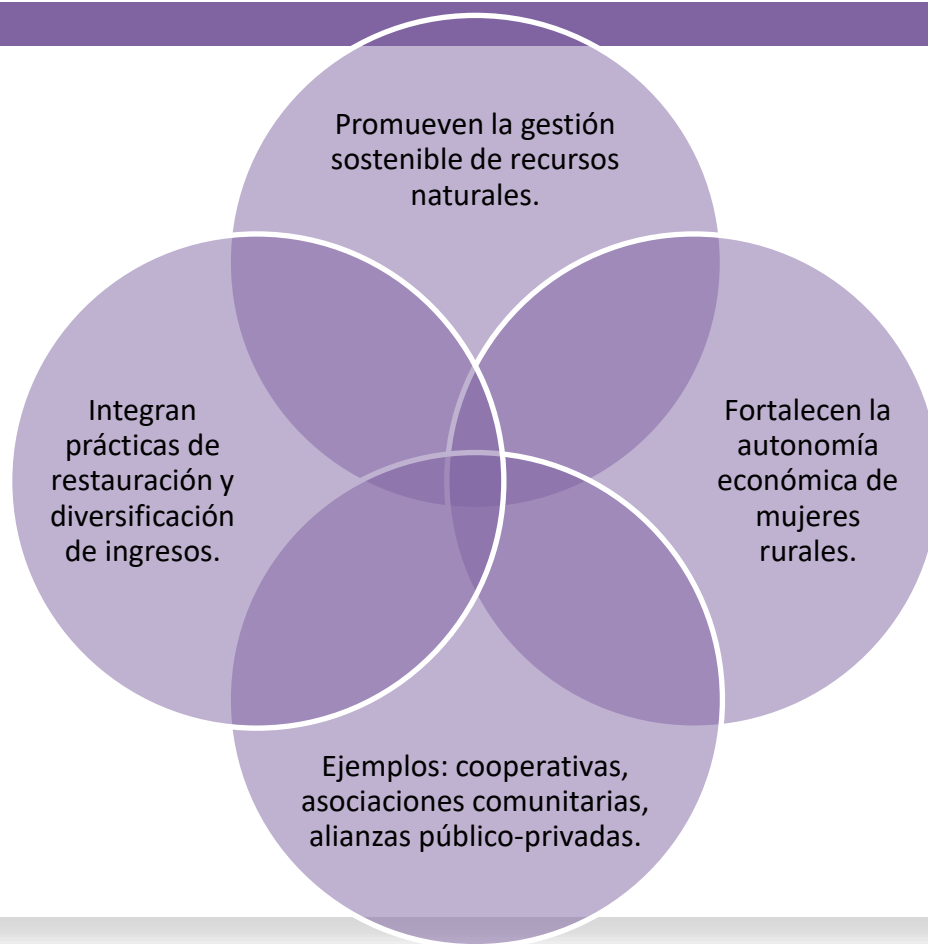 Promueven la gestión
sostenible de recursos
naturales.
Integran
prácticas de
restauración y
diversificación
de ingresos.
Fortalecen la
autonomía
económica de
mujeres
rurales.
Ejemplos: cooperativas,
asociaciones comunitarias,
alianzas público-privadas.